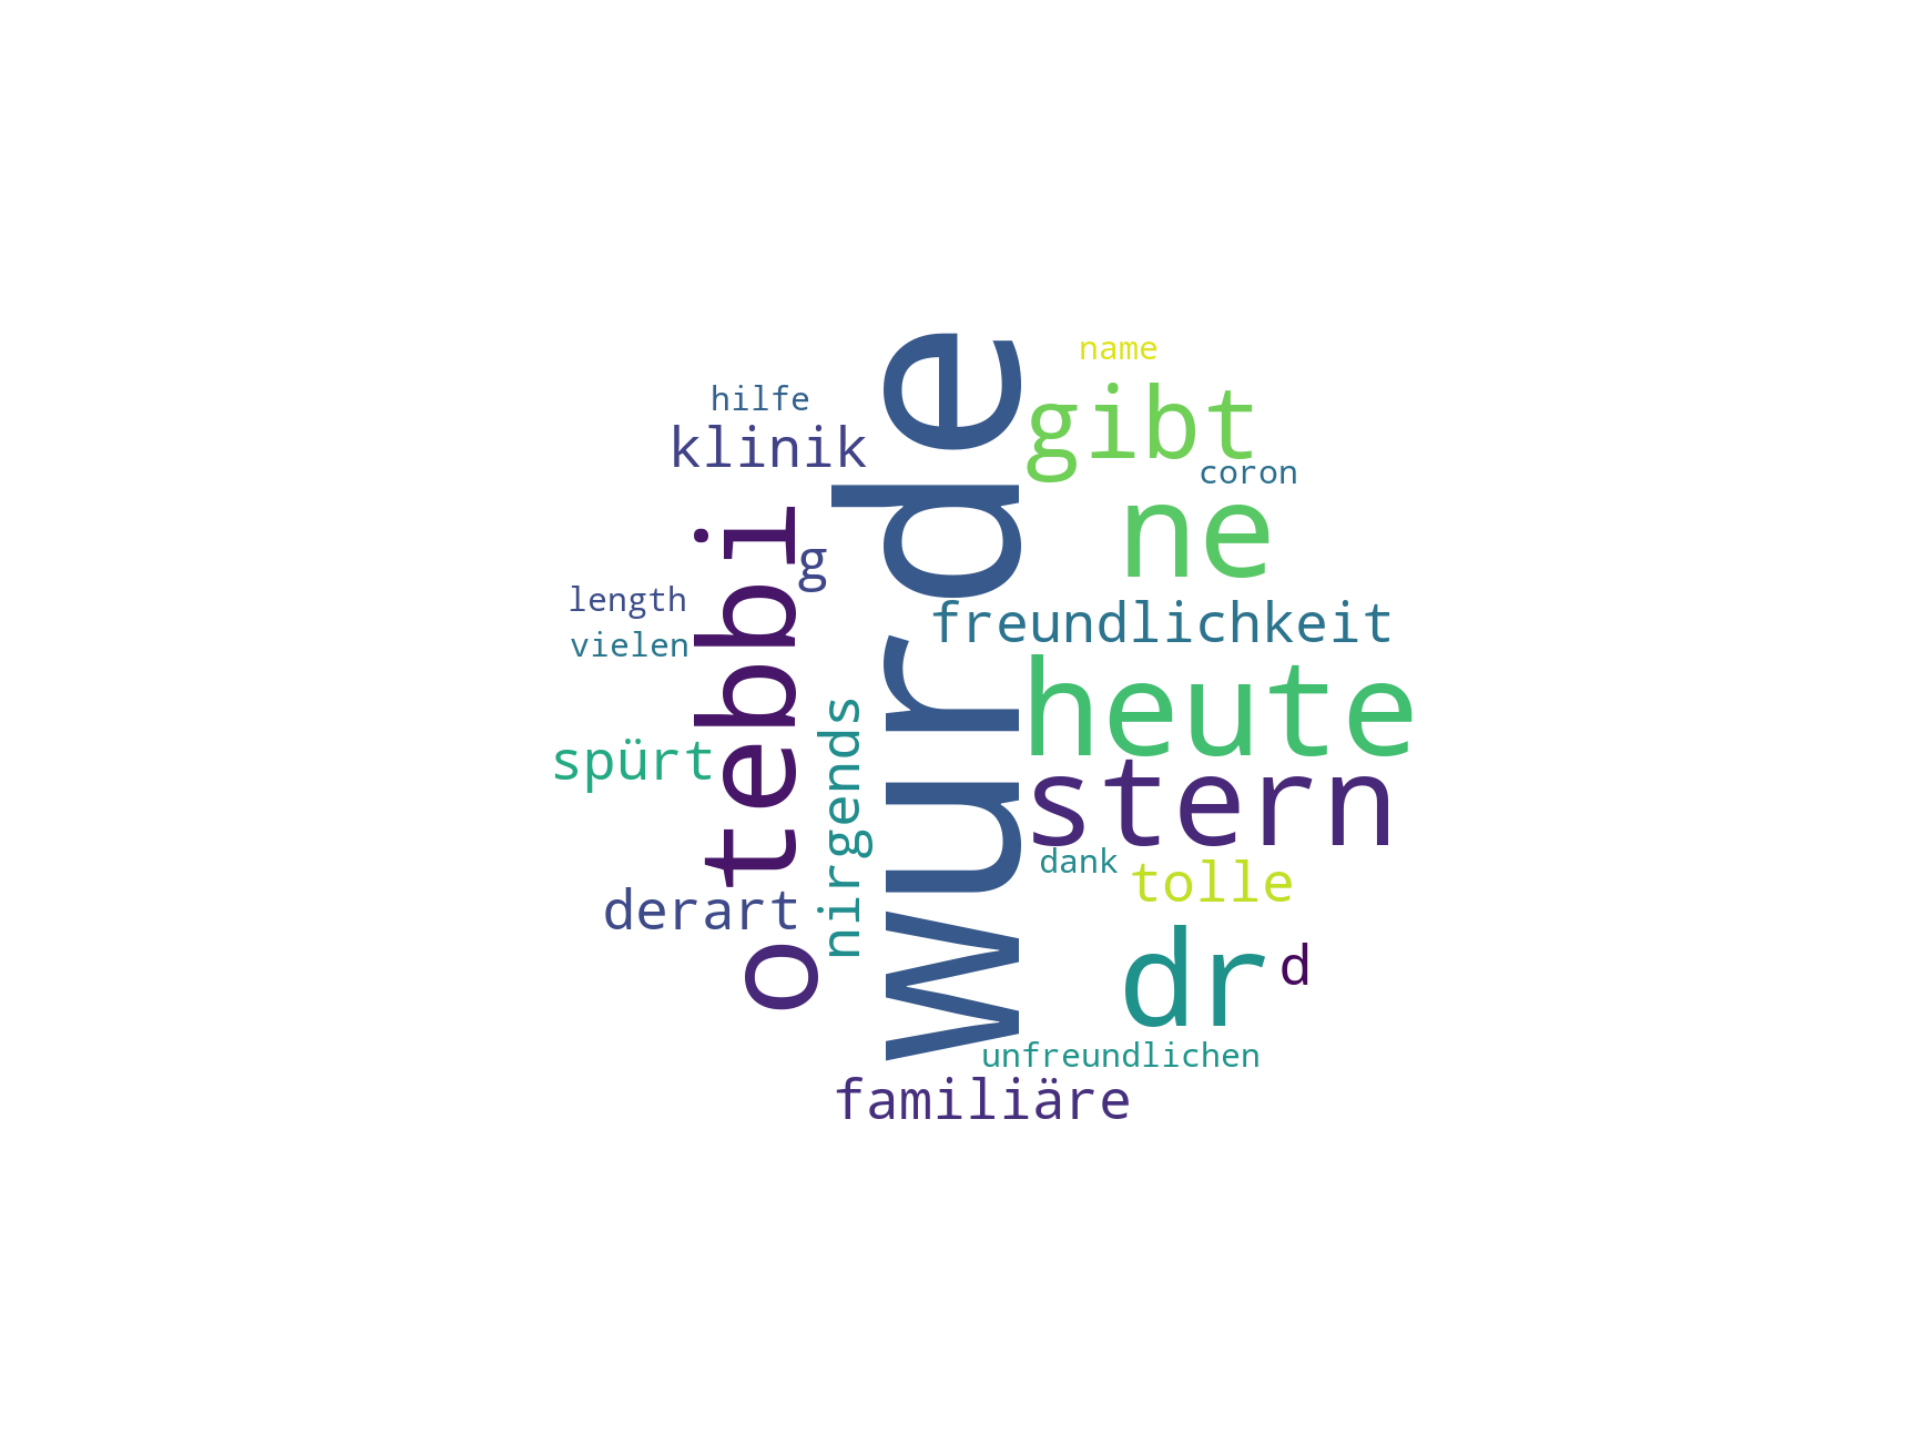 name
hilfe
gibt
klinik
coron
wurde
ne
tebbi
g
length
freundlichkeit
vielen
heute
spürt
nirgends
stern
dank
tolle
derart
o
dr
d
unfreundlichen
familiäre